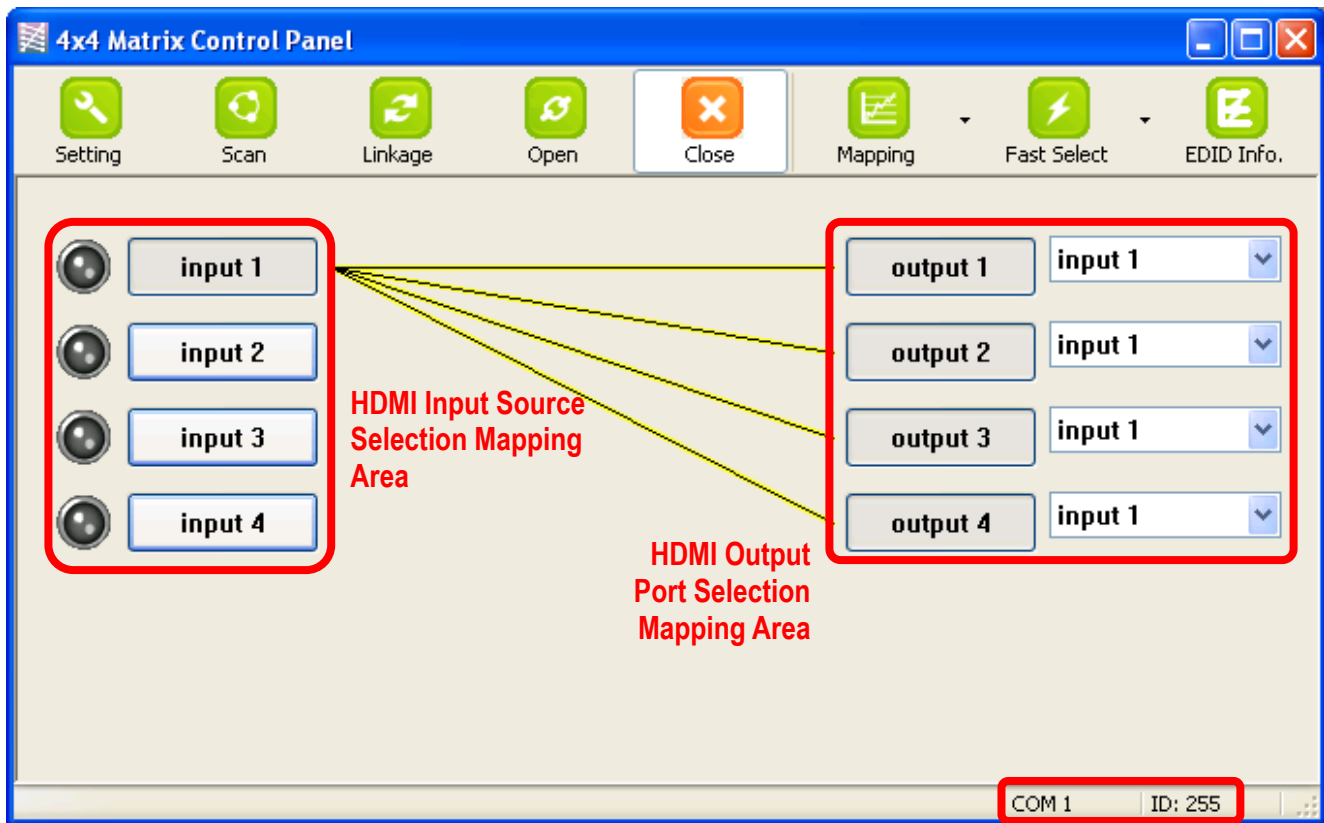 4x4 Matrix Control Panel
Setting Scan Linkage Open Close Mapping Fast Select EDID Info.
input 1 output 1 input 1
input 2 output 2 input 1
HDMI Input Source
Selection Mapping
Area
input 3 output 3 input 1
input 4 output 4 input 1
HDMI Output
Port Selection
Mapping Area
COM 1 ID: 255